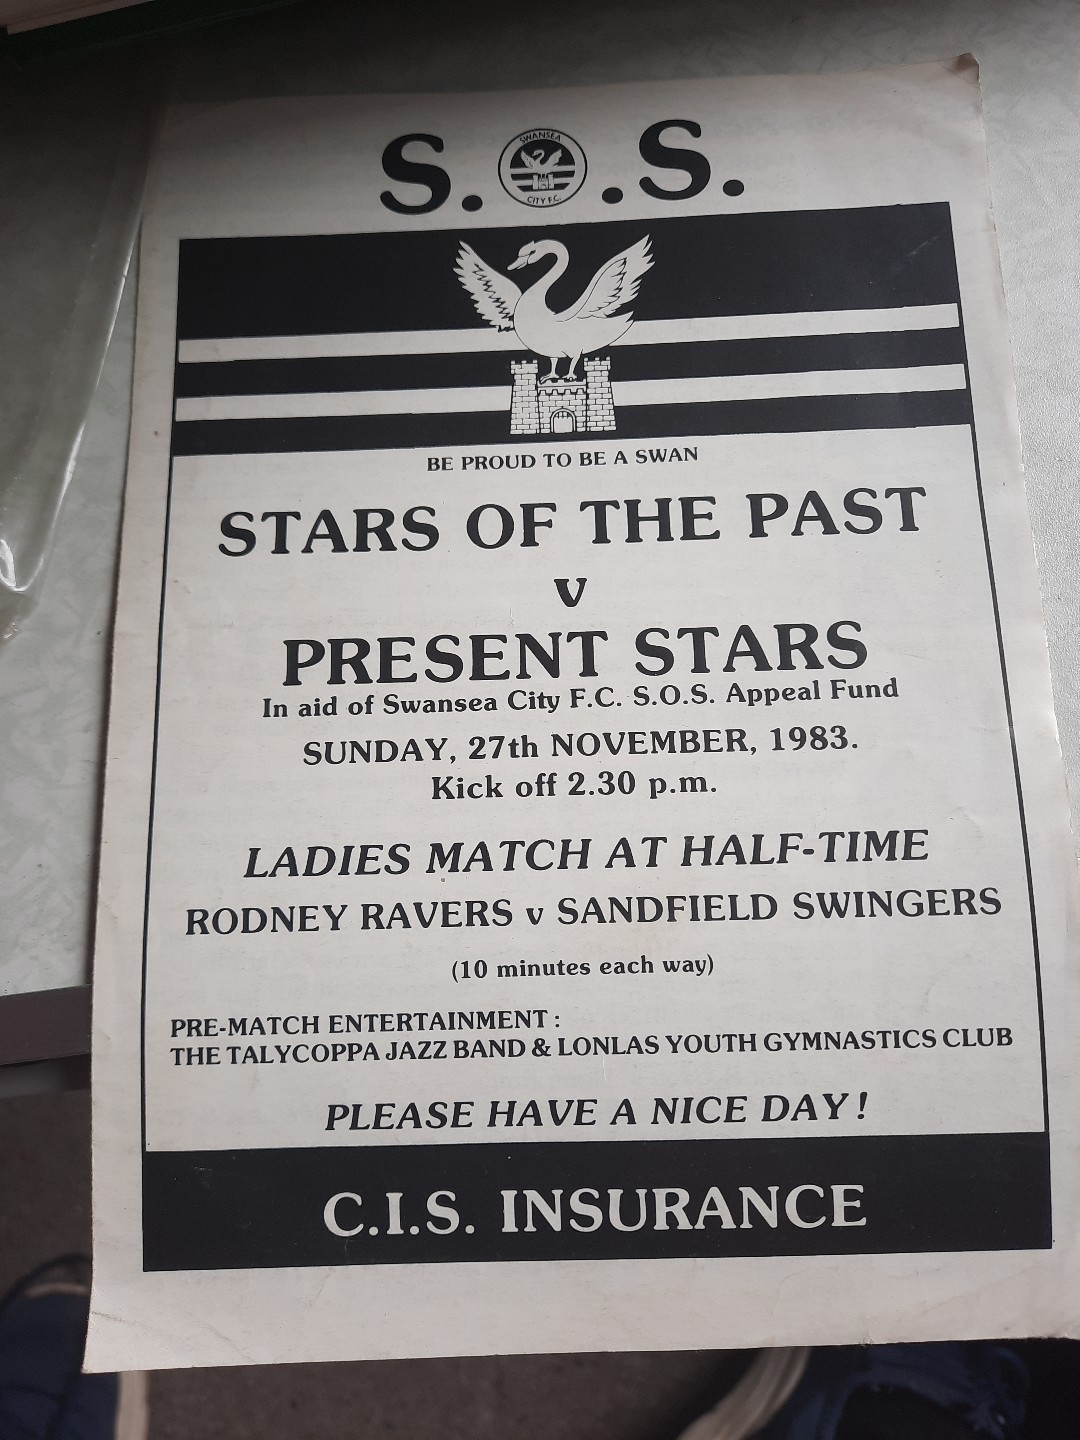 S. SWANSEA CITY F.C. .S.
BE PROUD TO BE A SWAN
STARS OF THE PAST
v
PRESENT STARS
In aid of Swansea City F.C. S.O.S. Appeal Fund
SUNDAY, 27th NOVEMBER, 1983.
Kick off 2.30 p.m.
LADIES MATCH AT HALF-TIME
RODNEY RAVERS v SANDFIELD SWINGERS
(10 minutes each way)
PRE-MATCH ENTERTAINMENT :
THE TALYCOPPA JAZZ BAND & LONLAS YOUTH GYMNASTICS CLUB
PLEASE HAVE A NICE DAY!
C.I.S. INSURANCE